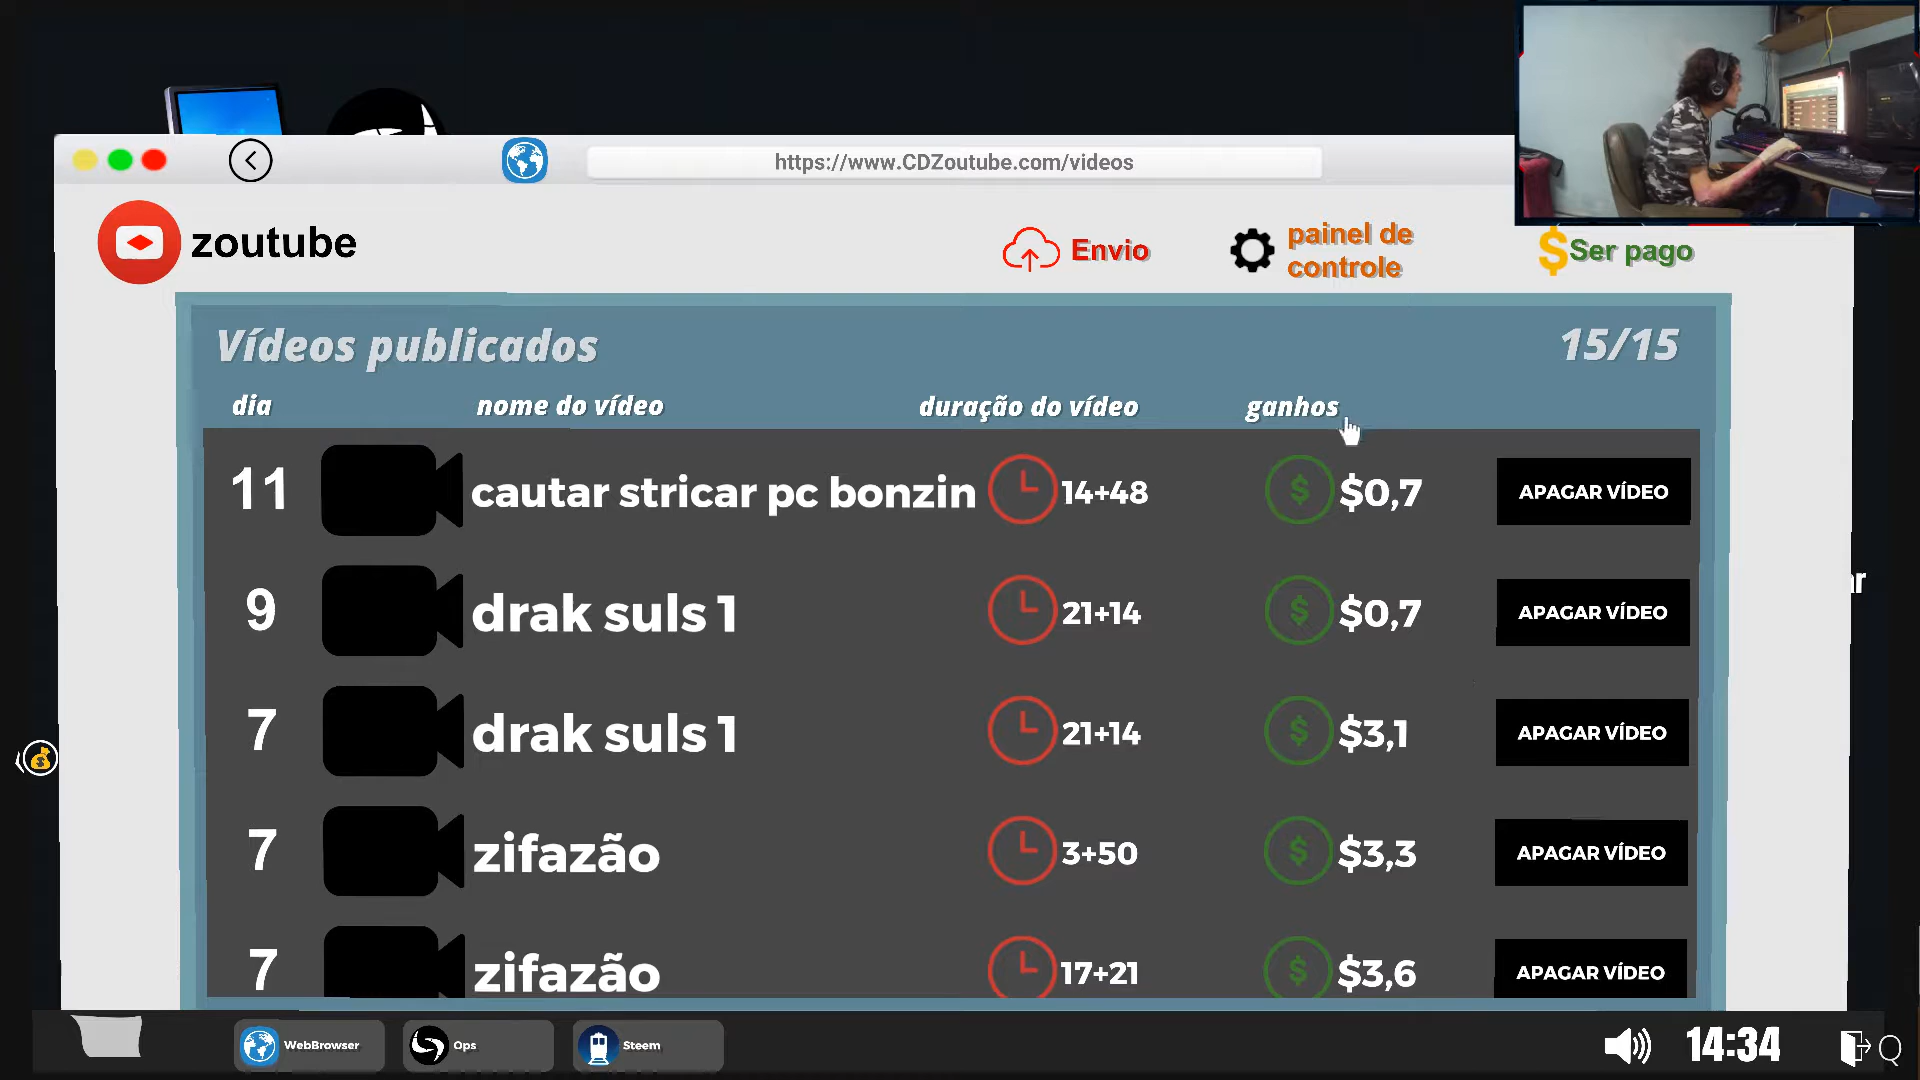 https://www.CDZoutube.com/videos
zoutube
Envio
painel de
controle
$Ser pago
Vídeos publicados
15/15
dia
nome do vídeo
duração do vídeo
ganhos
11
cautar stricar pc bonzin
14+48
$
$0,7
APAGAR VÍDEO
9
drak suls 1
21+14
$
$0,7
APAGAR VÍDEO
7
drak suls 1
21+14
$
$3,1
APAGAR VÍDEO
7
zifazão
3+50
$
$3,3
APAGAR VÍDEO
7
zifazão
17+21
$
$3,6
APAGAR VÍDEO
WebBrowser
Ops
Steem
14:34
Q